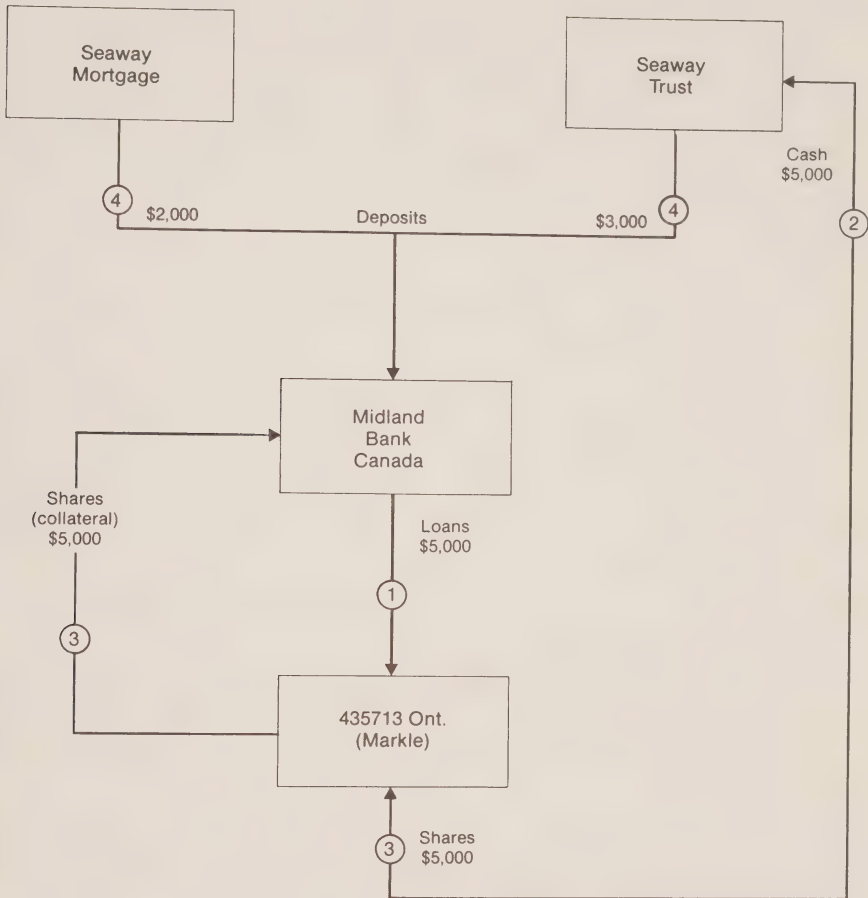 Seaway
Mortgage
Seaway
Trust
Cash
$5,000
4
$2,000
Deposits
$3,000
4
2
Midland
Bank
Canada
Shares
(collateral)
$5,000
Loans
$5,000
1
3
435713 Ont.
(Markle)
3
Shares
$5,000